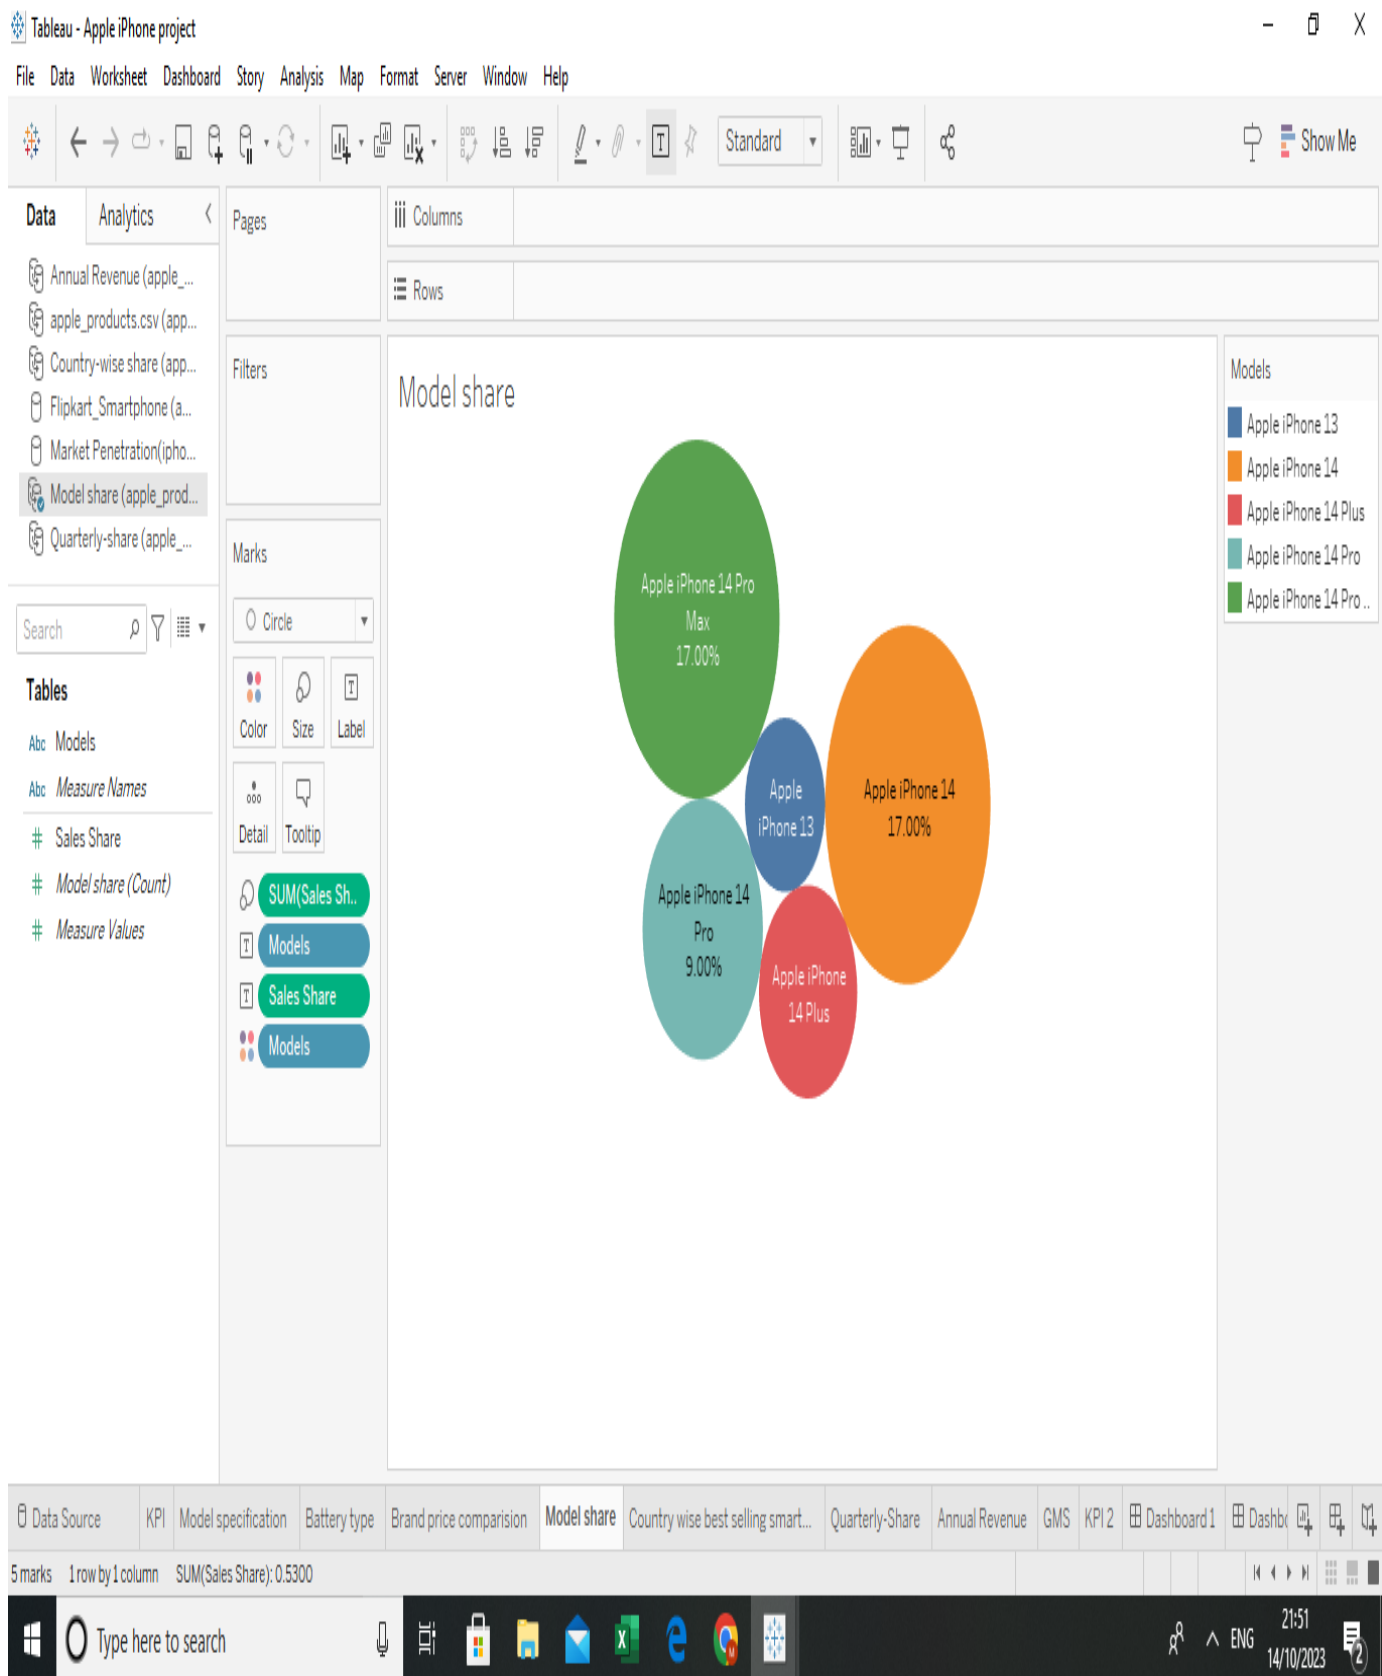 Tableau - Apple iPhone project
File Data Worksheet Dashboard Story Analysis Map Format Server Window Help
Standard
Show Me
Data Analytics
Pages
Columns
Rows
Annual Revenue (apple_...
apple_products.csv (app...
Country-wise share (app...
Flipkart_Smartphone (a...
Market Penetration(ipho...
Model share (apple_prod...
Quarterly-share (apple_...
Search
Tables
Abc Models
Abc Measure Names
# Sales Share
# Model share (Count)
# Measure Values
Filters
Marks
Circle
Color Size Label
Detail Tooltip
SUM(Sales Sh..
Models
Sales Share
Models
Model share
Apple iPhone 14 Pro
Max
17.00%
Apple
iPhone 13
Apple iPhone 14
17.00%
Apple iPhone 14
Pro
9.00%
Apple iPhone
14 Plus
Models
Apple iPhone 13
Apple iPhone 14
Apple iPhone 14 Plus
Apple iPhone 14 Pro
Apple iPhone 14 Pro ..
Data Source KPI Model specification Battery type Brand price comparision Model share Country wise best selling smart... Quarterly-Share Annual Revenue GMS KPI 2 Dashboard 1 Dashbo
5 marks 1 row by 1 column SUM(Sales Share): 0.5300
Type here to search
ENG
21:51
14/10/2023
2